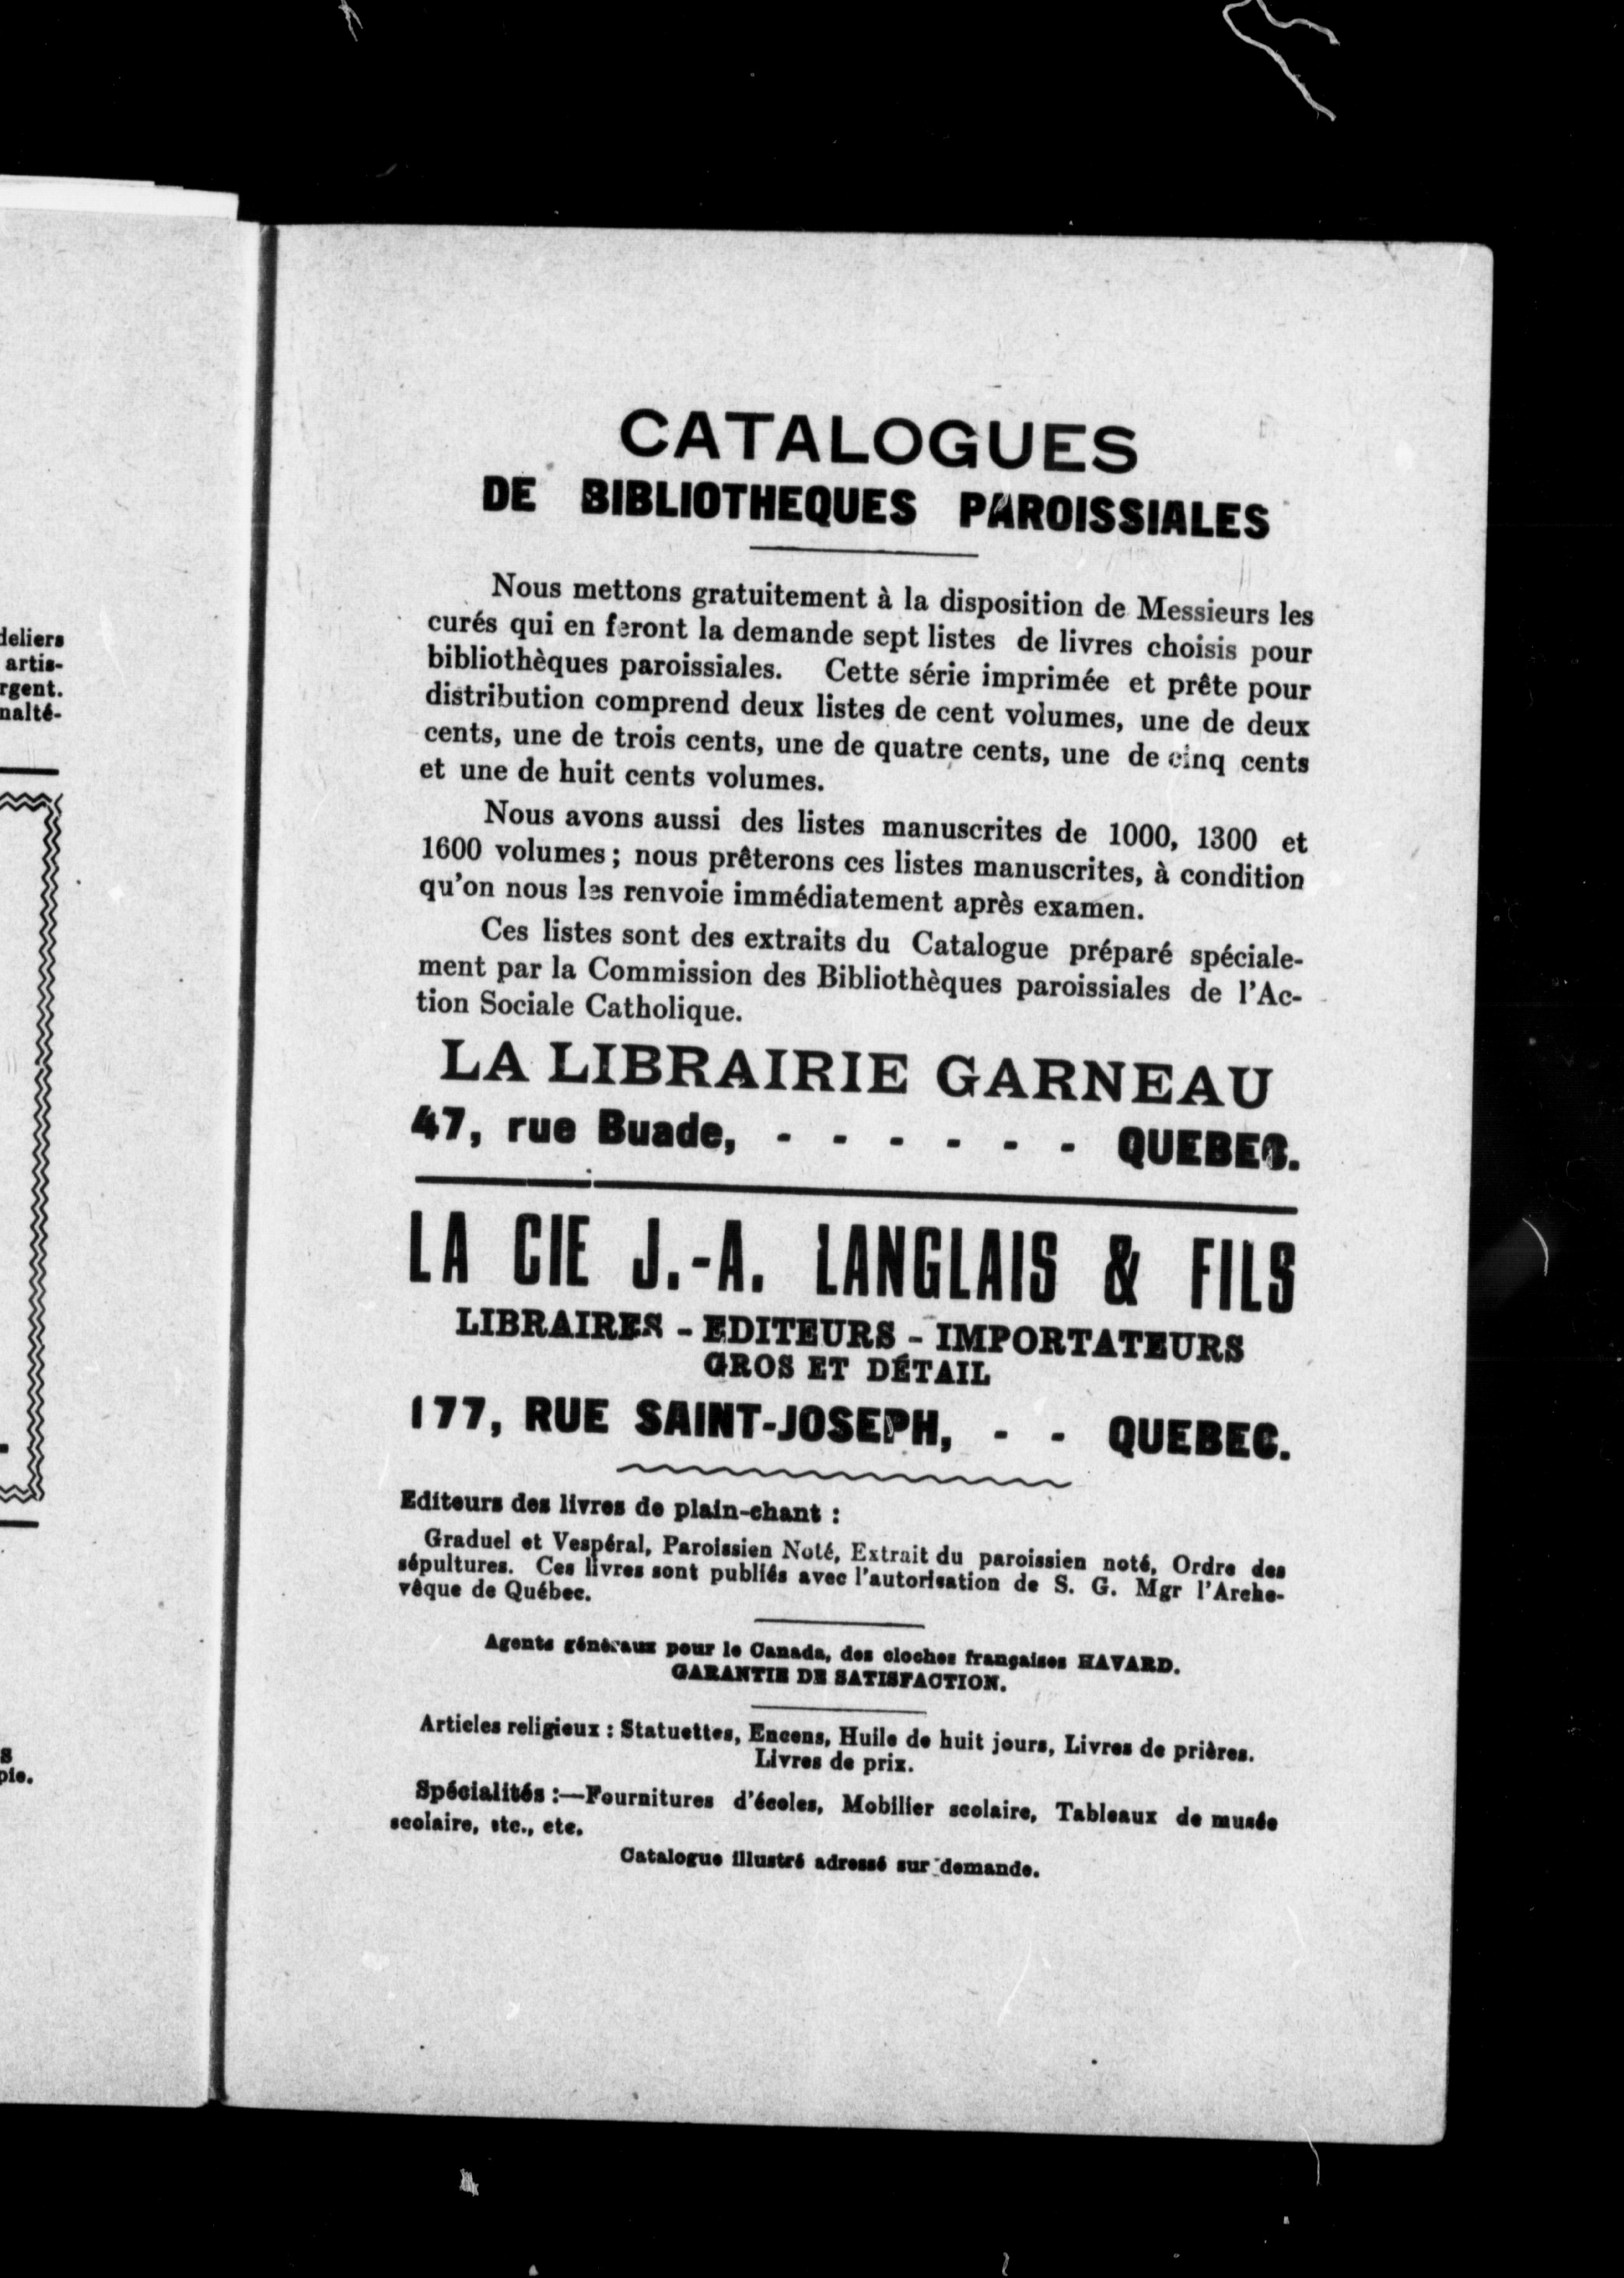 deliers
artis-
rgent.
nalté-
s
ple.
CATALOGUES
DE BIBLIOTHEQUES PAROISSIALES
Nous mettons gratuitement à la disposition de Messieurs les
curés qui en feront la demande sept listes de livres choisis pour
bibliothèques paroissiales. Cette série imprimée et prête pour
distribution comprend deux listes de cent volumes, une de deux
cents, une de trois cents, une de quatre cents, une de cinq cents
et une de huit cents volumes.
Nous avons aussi des listes manuscrites de 1000, 1300 et
1600 volumes ; nous prêterons ces listes manuscrites, à condition
qu'on nous les renvoie immédiatement après examen.
Ces listes sont des extraits du Catalogue préparé spéciale-
ment par la Commission des Bibliothèques paroissiales de l'Ac-
tion Sociale Catholique.
LA LIBRAIRIE GARNEAU
47, rue Buade, - - - - - - QUEBEC.
LA CIE J.-A. LANGLAIS & FILS
LIBRAIRES - EDITEURS - IMPORTATEURS
GROS ET DÉTAIL
177, RUE SAINT-JOSEPH, - - QUEBEC.
Editeurs des livres de plain-chant :
Graduel et Vespéral, Paroissien Noté, Extrait du paroissien noté, Ordre des
sépultures. Ces livres sont publiés avec l'autorisation de S. G. Mgr l'Arche-
vêque de Québec.
Agents généraux pour le Canada, des cloches françaises HAVARD.
GARANTIE DE SATISFACTION.
Articles religieux : Statuettes, Encens, Huile de huit jours, Livres de prières.
Livres de prix.
Spécialités :—Fournitures d'écoles, Mobilier scolaire, Tableaux de musée
scolaire, etc., etc.
Catalogue illustré adressé sur demande.